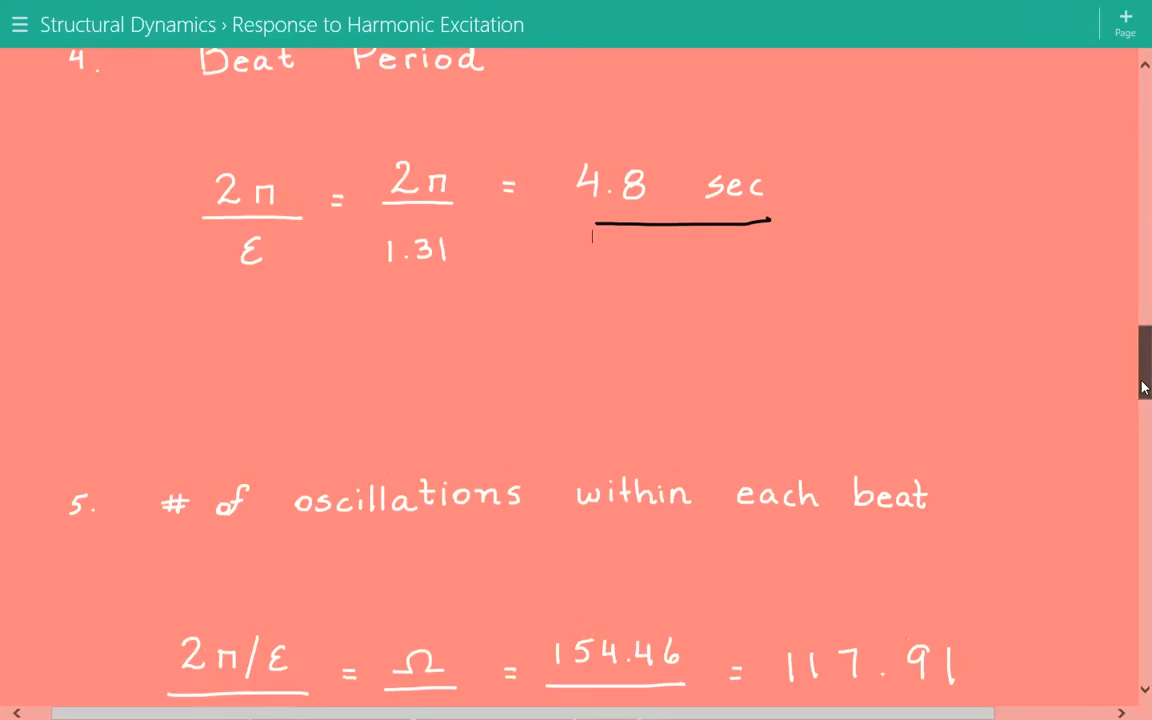 Structural Dynamics › Response to Harmonic Excitation
Page
4. Beat Period
2π/ε = 2π/1.31 = 4.8 sec
5. # of oscillations within each beat
2π/ε = Ω = 154.46 = 117.91